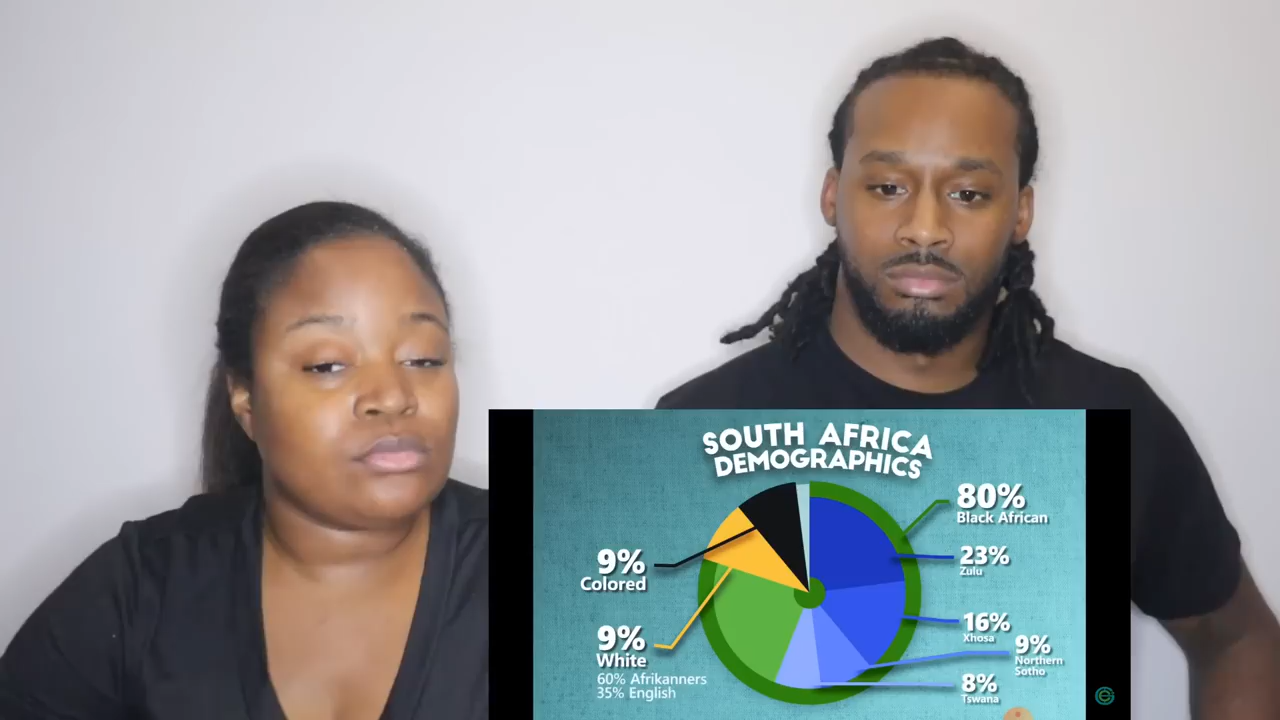 SOUTH AFRICA
DEMOGRAPHICS
80%
Black African
23%
Zulu
16%
Xhosa
9%
Northern
Sotho
8%
Tswana
9%
Colored
9%
White
60% Afrikanners
35% English